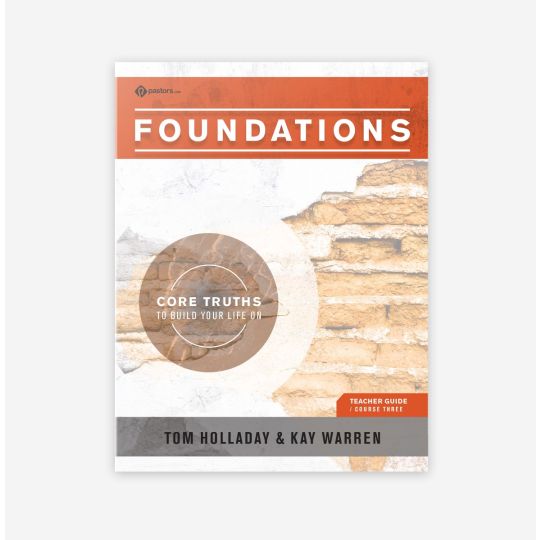 pastors.com
FOUNDATIONS
CORE TRUTHS
TO BUILD YOUR LIFE ON
TEACHER GUIDE
/ COURSE THREE
TOM HOLLADAY & KAY WARREN